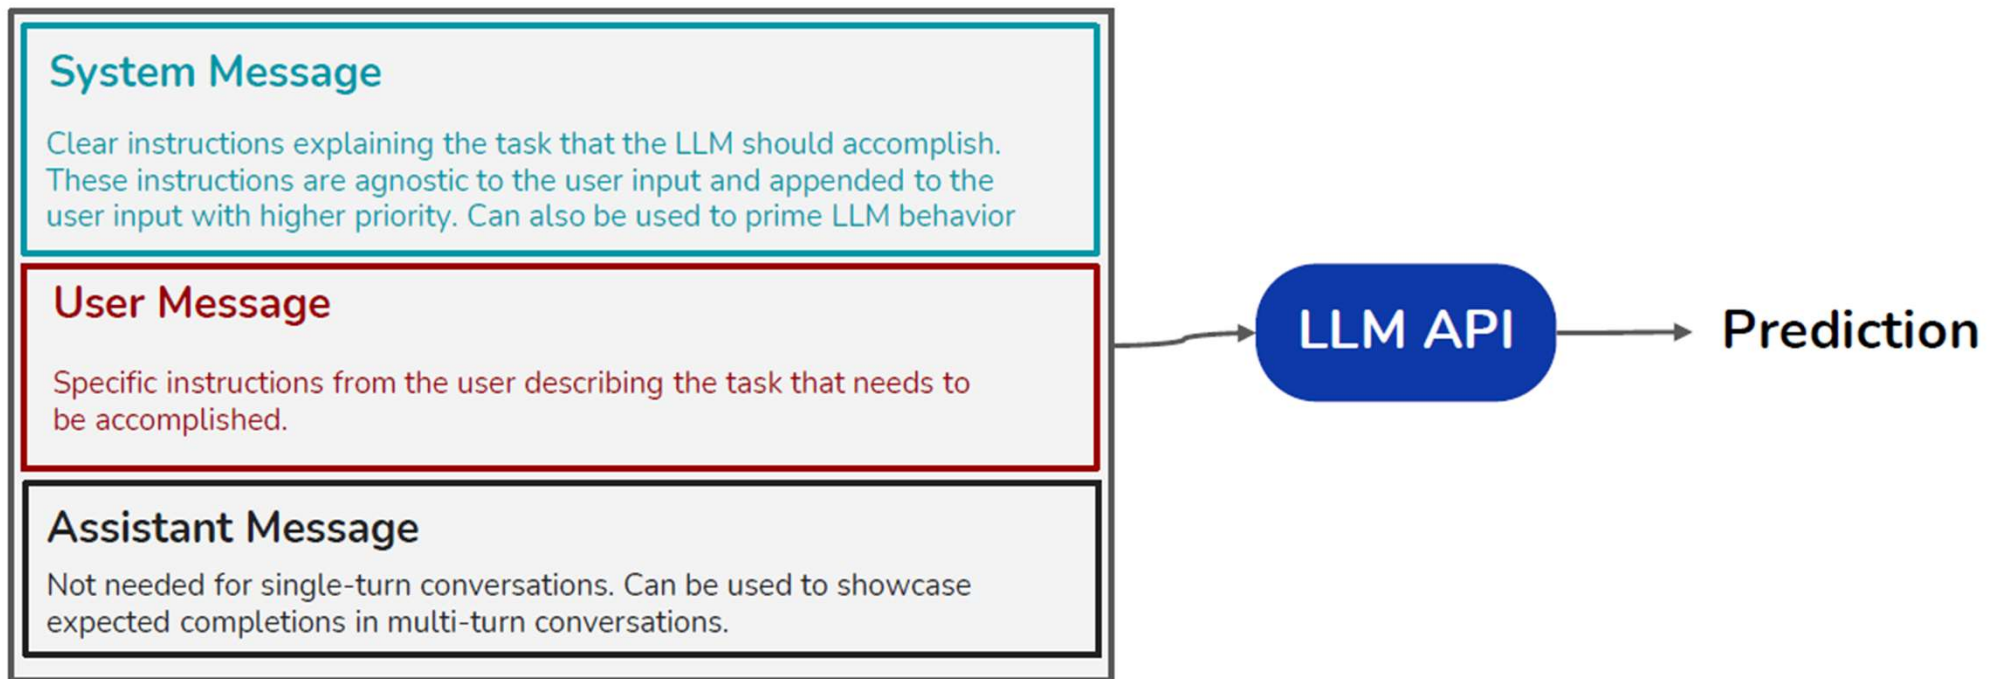 System Message
Clear instructions explaining the task that the LLM should accomplish.
These instructions are agnostic to the user input and appended to the
user input with higher priority. Can also be used to prime LLM behavior
User Message
Specific instructions from the user describing the task that needs to
be accomplished.
Assistant Message
Not needed for single-turn conversations. Can be used to showcase
expected completions in multi-turn conversations.
LLM API
Prediction